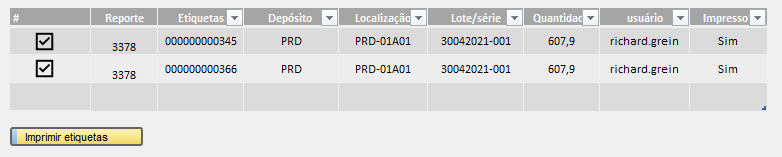 # Reporte Etiquetas Depósito Localização Lote/série Quantidad usuário Impresso
3378 000000000345 PRD PRD-01A01 30042021-001 607,9 richard.grein Sim
3378 000000000366 PRD PRD-01A01 30042021-001 607,9 richard.grein Sim
Imprimir etiquetas